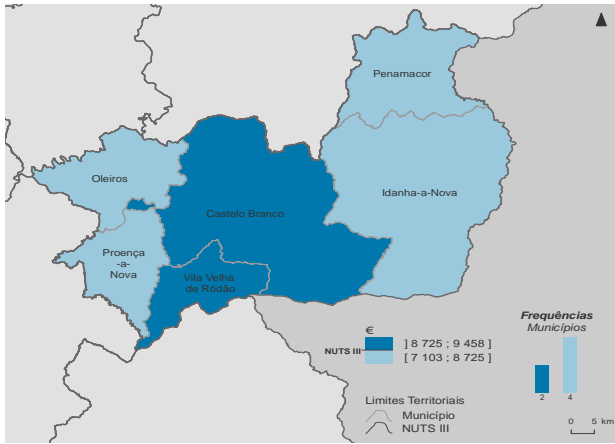 Penamacor
Oleiros
Idanha-a-Nova
Castelo Branco
Proença
-a-
Nova
Vila Velha
de Ródão
Frequências
Municípios
2
4
€
] 8 725 ; 9 458 ]
NUTS III
[ 7 103 ; 8 725 ]
Limites Territoriais
Município
NUTS III
0 5 km